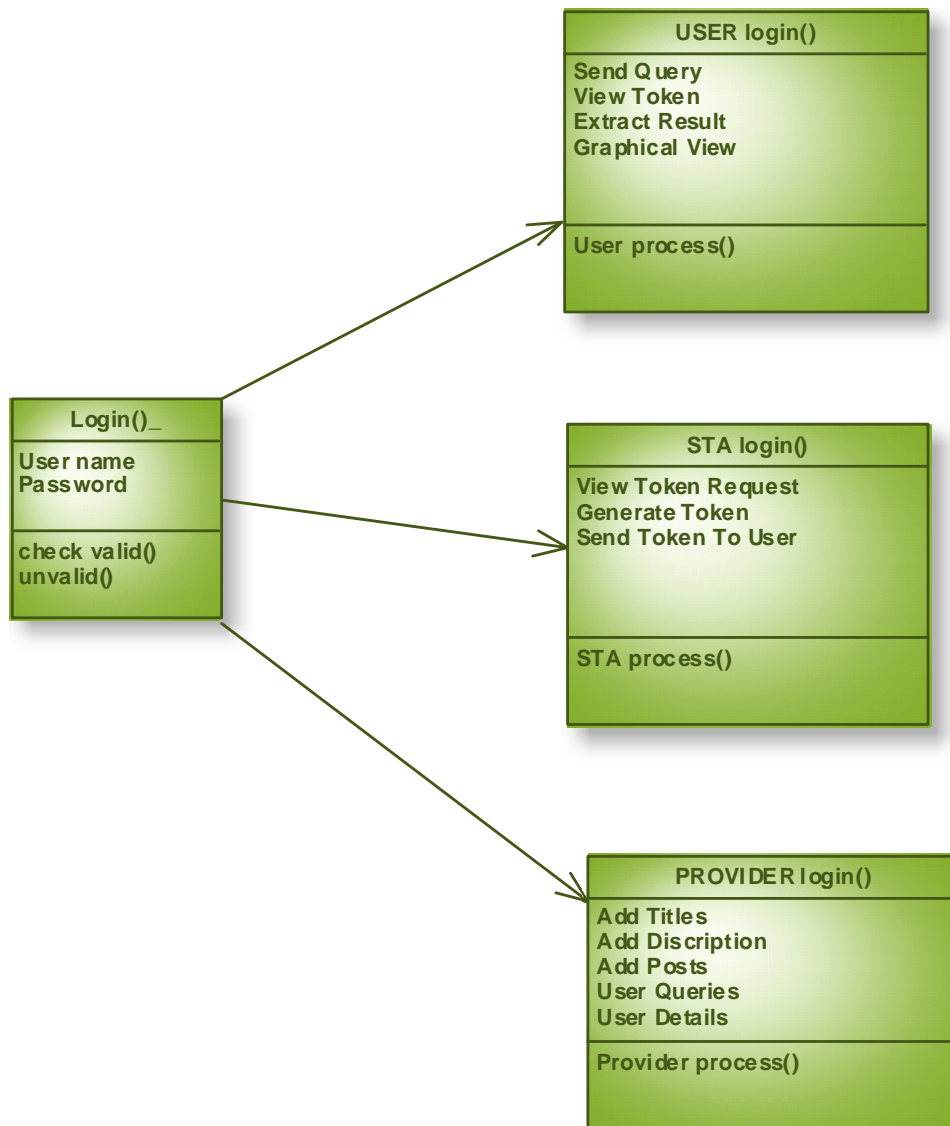 USER login()
Send Query
View Token
Extract Result
Graphical View
User process()
Login()_
User name
Password
check valid()
unvalid()
STA login()
View Token Request
Generate Token
Send Token To User
STA process()
PROVIDER login()
Add Titles
Add Discription
Add Posts
User Queries
User Details
Provider process()